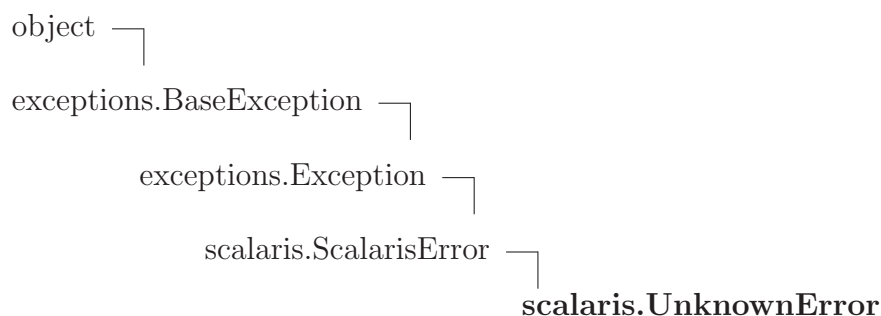 object
exceptions.BaseException
exceptions.Exception
scalaris.ScalarisError
scalaris.UnknownError